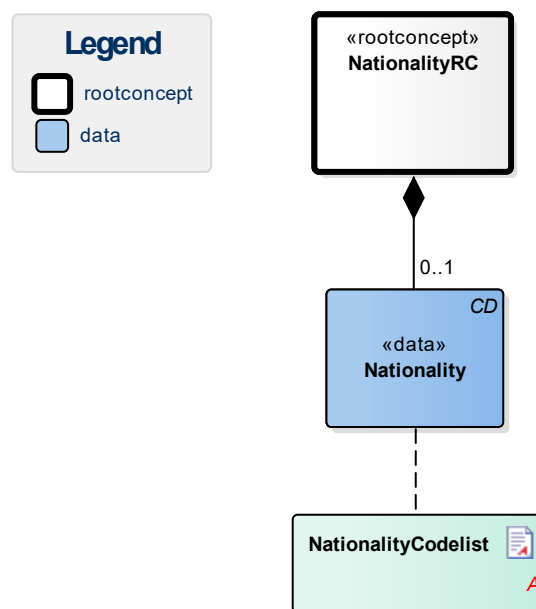 Legend
rootconcept
data
«rootconcept»
NationalityRC
0..1
CD
«data»
Nationality
NationalityCodelist